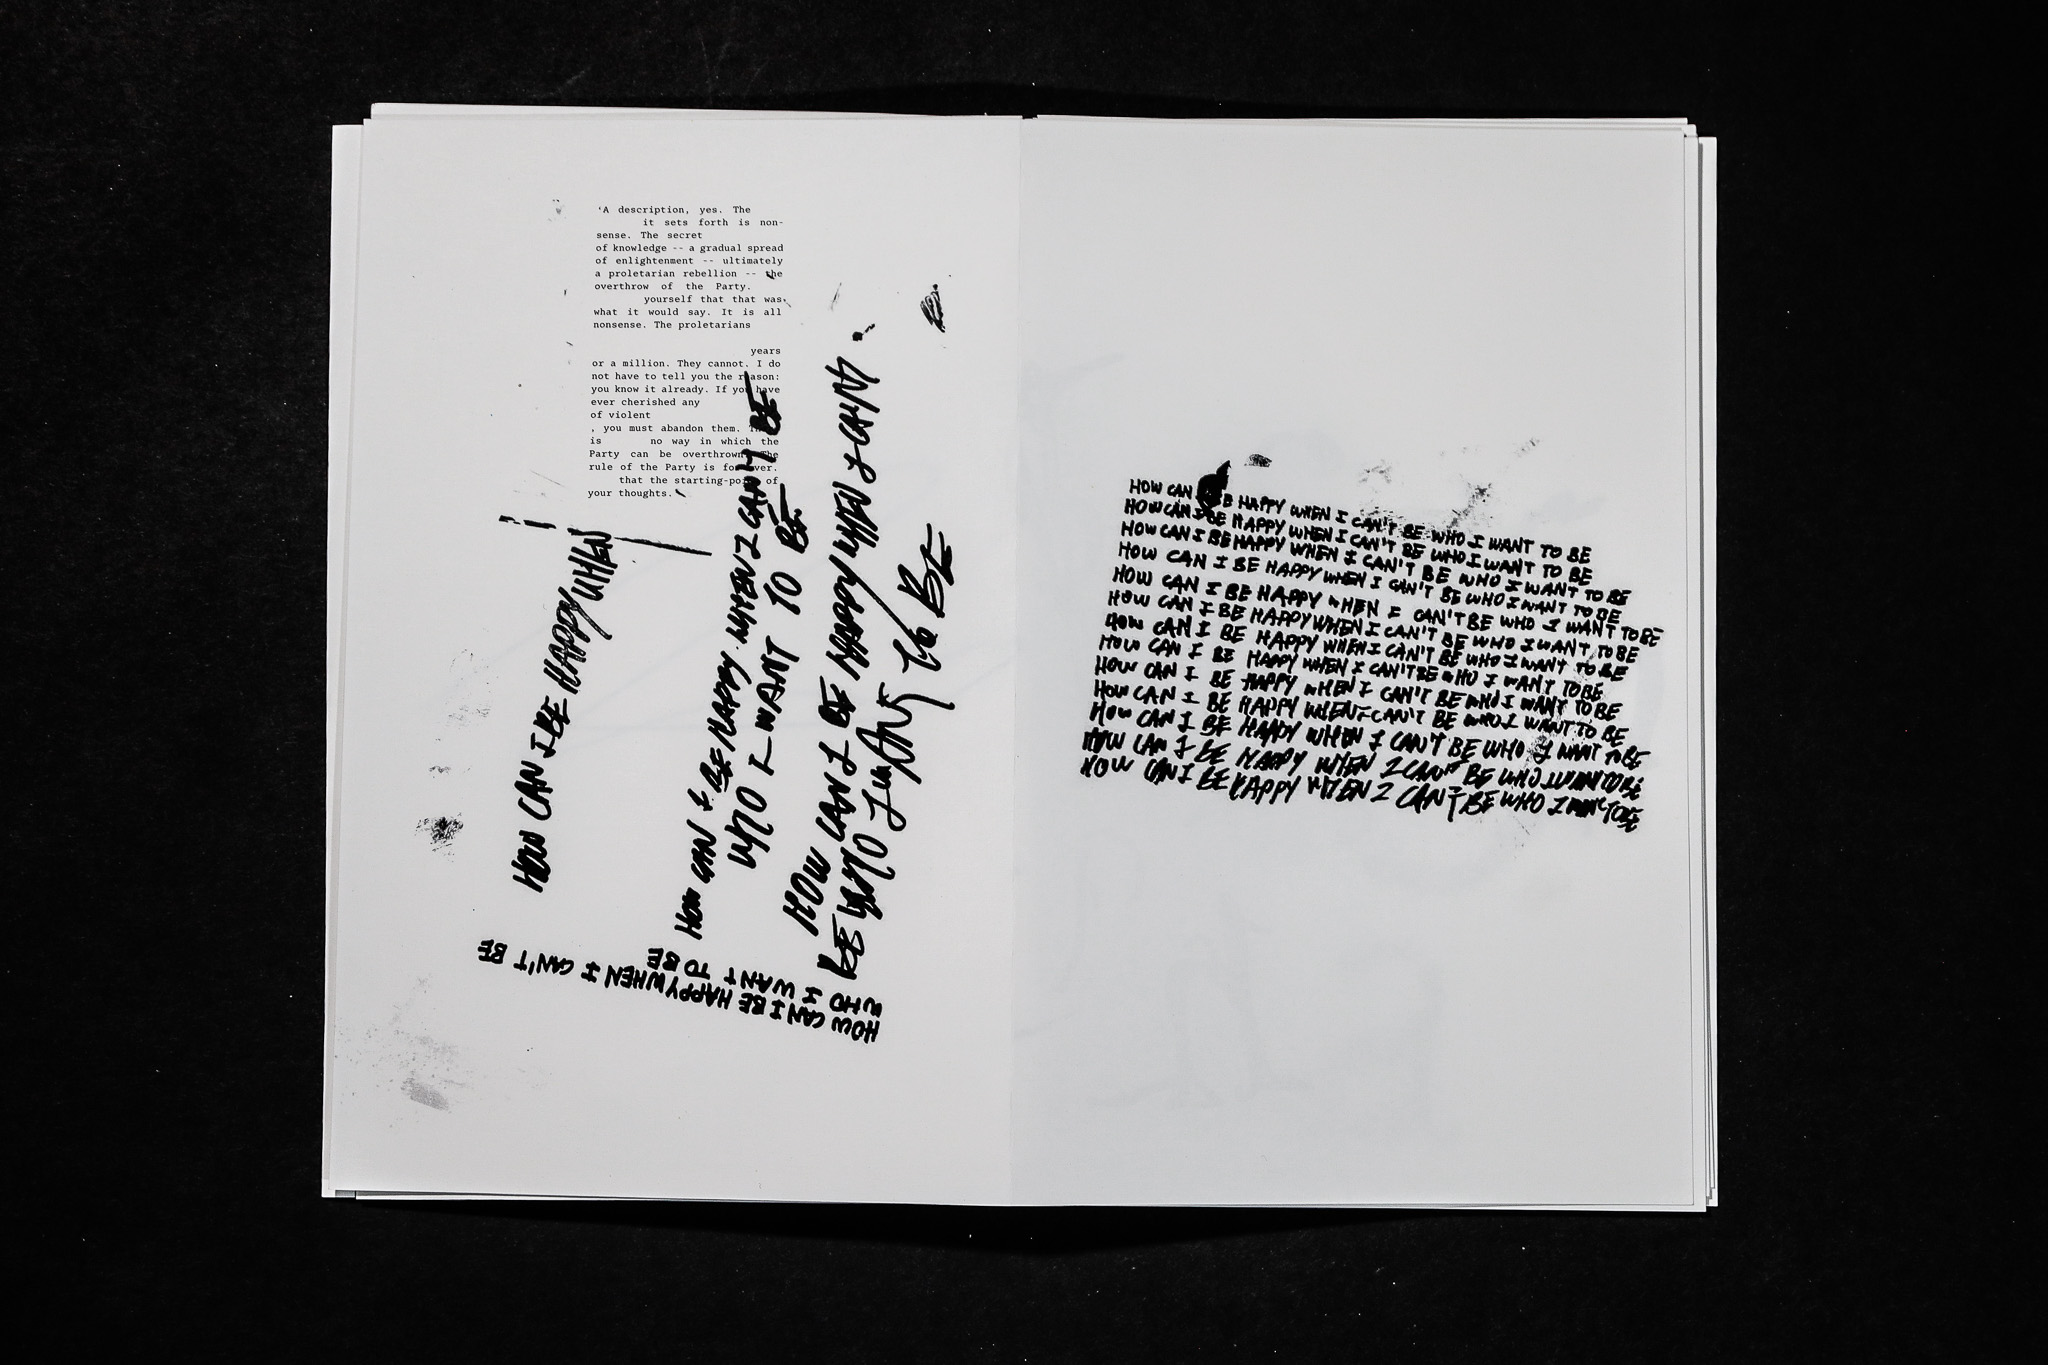 'A description, yes. The
it sets forth is non-
sense. The secret
of knowledge -- a gradual spread
of enlightenment -- ultimately
a proletarian rebellion -- the
overthrow of the Party.
yourself that that was
what it would say. It is all
nonsense. The proletarians
years
or a million. They cannot. I do
not have to tell you the reason:
you know it already. If you have
ever cherished any
of violent
, you must abandon them.
is no way in which the
Party can be overthrown. The
rule of the Party is forever.
that the starting-point of
your thoughts.
HOW CAN I BE HAPPY WHEN
HOW CAN I BE HAPPY WHEN I CAN'T BE
WHO I WANT TO BE
HOW CAN I BE HAPPY WHEN I CAN'T
BE WHO I WANT TO BE
HOW CAN I BE HAPPY WHEN I CAN'T BE
WHO I WANT TO BE
HOW CAN BE HAPPY WHEN I CAN'T BE WHO I WANT TO BE
HOW CAN I BE HAPPY WHEN I CAN'T BE WHO I WANT TO BE
HOW CAN I BE HAPPY WHEN I CAN'T BE WHO I WANT TO BE
HOW CAN I BE HAPPY WHEN I CAN'T BE WHO I WANT TO BE
HOW CAN I BE HAPPY WHEN I CAN'T BE WHO I WANT TO BE
HOW CAN I BE HAPPY WHEN I CAN'T BE WHO I WANT TO BE
HOW CAN I BE HAPPY WHEN I CAN'T BE WHO I WANT TO BE
HOW CAN I BE HAPPY WHEN I CAN'T BE WHO I WANT TO BE
HOW CAN I BE HAPPY WHEN I CAN'T BE WHO I WANT TO BE
HOW CAN I BE HAPPY WHEN I CAN'T BE WHO I WANT TO BE
HOW CAN I BE HAPPY WHEN I CAN'T BE WHO I WANT TO BE
HOW CAN I BE HAPPY WHEN I CAN'T BE WHO I WANT TO BE
HOW CAN I BE HAPPY WHEN I CAN'T BE WHO I WANT TO BE